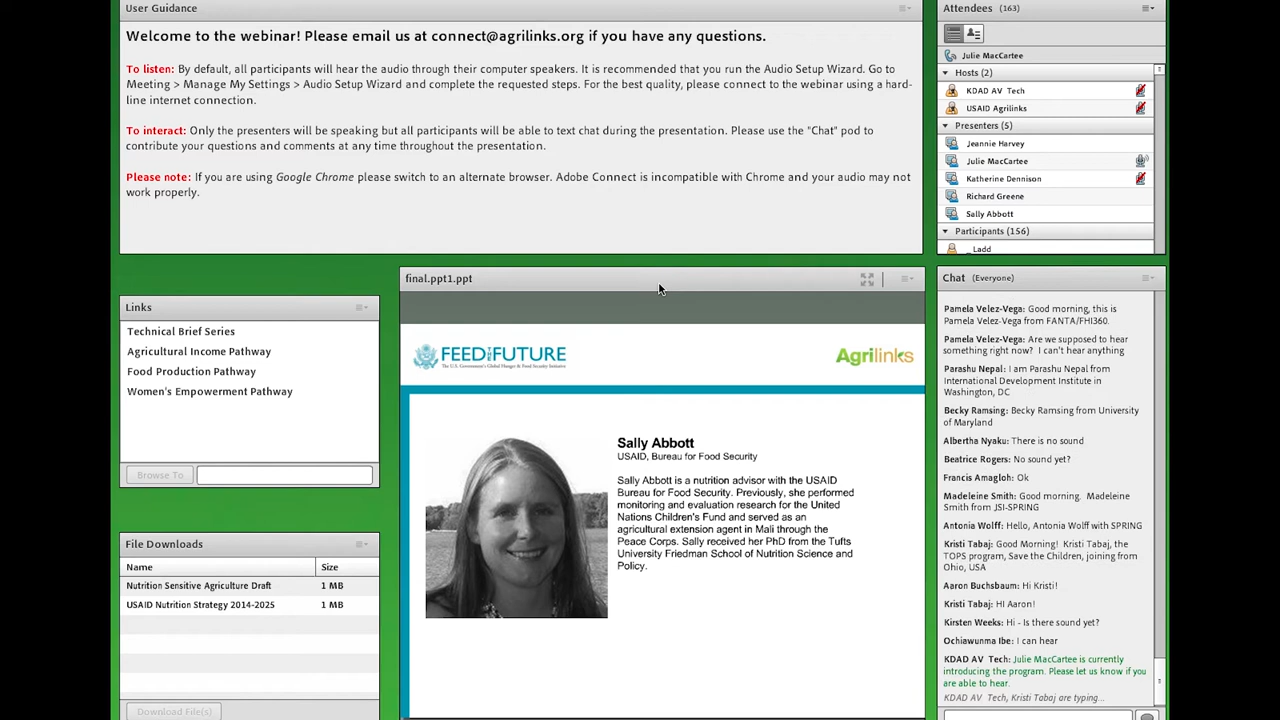 User Guidance
Welcome to the webinar! Please email us at connect@agrilinks.org if you have any questions.
To listen: By default, all participants will hear the audio through their computer speakers. It is recommended that you run the Audio Setup Wizard. Go to
Meeting > Manage My Settings > Audio Setup Wizard and complete the requested steps. For the best quality, please connect to the webinar using a hard-
line internet connection.
To interact: Only the presenters will be speaking but all participants will be able to text chat during the presentation. Please use the "Chat" pod to
contribute your questions and comments at any time throughout the presentation.
Please note: If you are using Google Chrome please switch to an alternate browser. Adobe Connect is incompatible with Chrome and your audio may not
work properly.
Attendees (163)
Julie MacCartee
Hosts (2)
KDAD AV Tech
USAID Agrilinks
Presenters (5)
Jeannie Harvey
Julie MacCartee
Katherine Dennison
Richard Greene
Sally Abbott
Participants (156)
_Ladd
Links
Technical Brief Series
Agricultural Income Pathway
Food Production Pathway
Women's Empowerment Pathway
Browse To
File Downloads
Name Size
Nutrition Sensitive Agriculture Draft 1 MB
USAID Nutrition Strategy 2014-2025 1 MB
Download File(s)
final.ppt1.ppt
FEED THE FUTURE
The U.S. Government's Global Hunger & Food Security Initiative
Agrilinks
Sally Abbott
USAID, Bureau for Food Security
Sally Abbott is a nutrition advisor with the USAID
Bureau for Food Security. Previously, she performed
monitoring and evaluation research for the United
Nations Children's Fund and served as an
agricultural extension agent in Mali through the
Peace Corps. Sally received her PhD from the Tufts
University Friedman School of Nutrition Science and
Policy.
Chat (Everyone)
Pamela Velez-Vega: Good morning, this is
Pamela Velez-Vega from FANTA/FHI360.
Pamela Velez-Vega: Are we supposed to hear
something right now? I can't hear anything
Parashu Nepal: I am Parashu Nepal from
International Development Institute in
Washington, DC
Becky Ramsing: Becky Ramsing from University
of Maryland
Albertha Nyaku: There is no sound
Beatrice Rogers: No sound yet?
Francis Amagloh: Ok
Madeleine Smith: Good morning. Madeleine
Smith from JSI-SPRING
Antonia Wolff: Hello, Antonia Wolff with SPRING
Kristi Tabaj: Good Morning! Kristi Tabaj, the
TOPS program, Save the Children, joining from
Ohio, USA
Aaron Buchsbaum: Hi Kristi!
Kristi Tabaj: HI Aaron!
Kirsten Weeks: Hi - Is there sound yet?
Ochiawunma Ibe: I can hear
KDAD AV Tech: Julie MacCartee is currently
introducing the program. Please let us know if you
are able to hear.
KDAD AV Tech, Kristi Tabaj are typing...